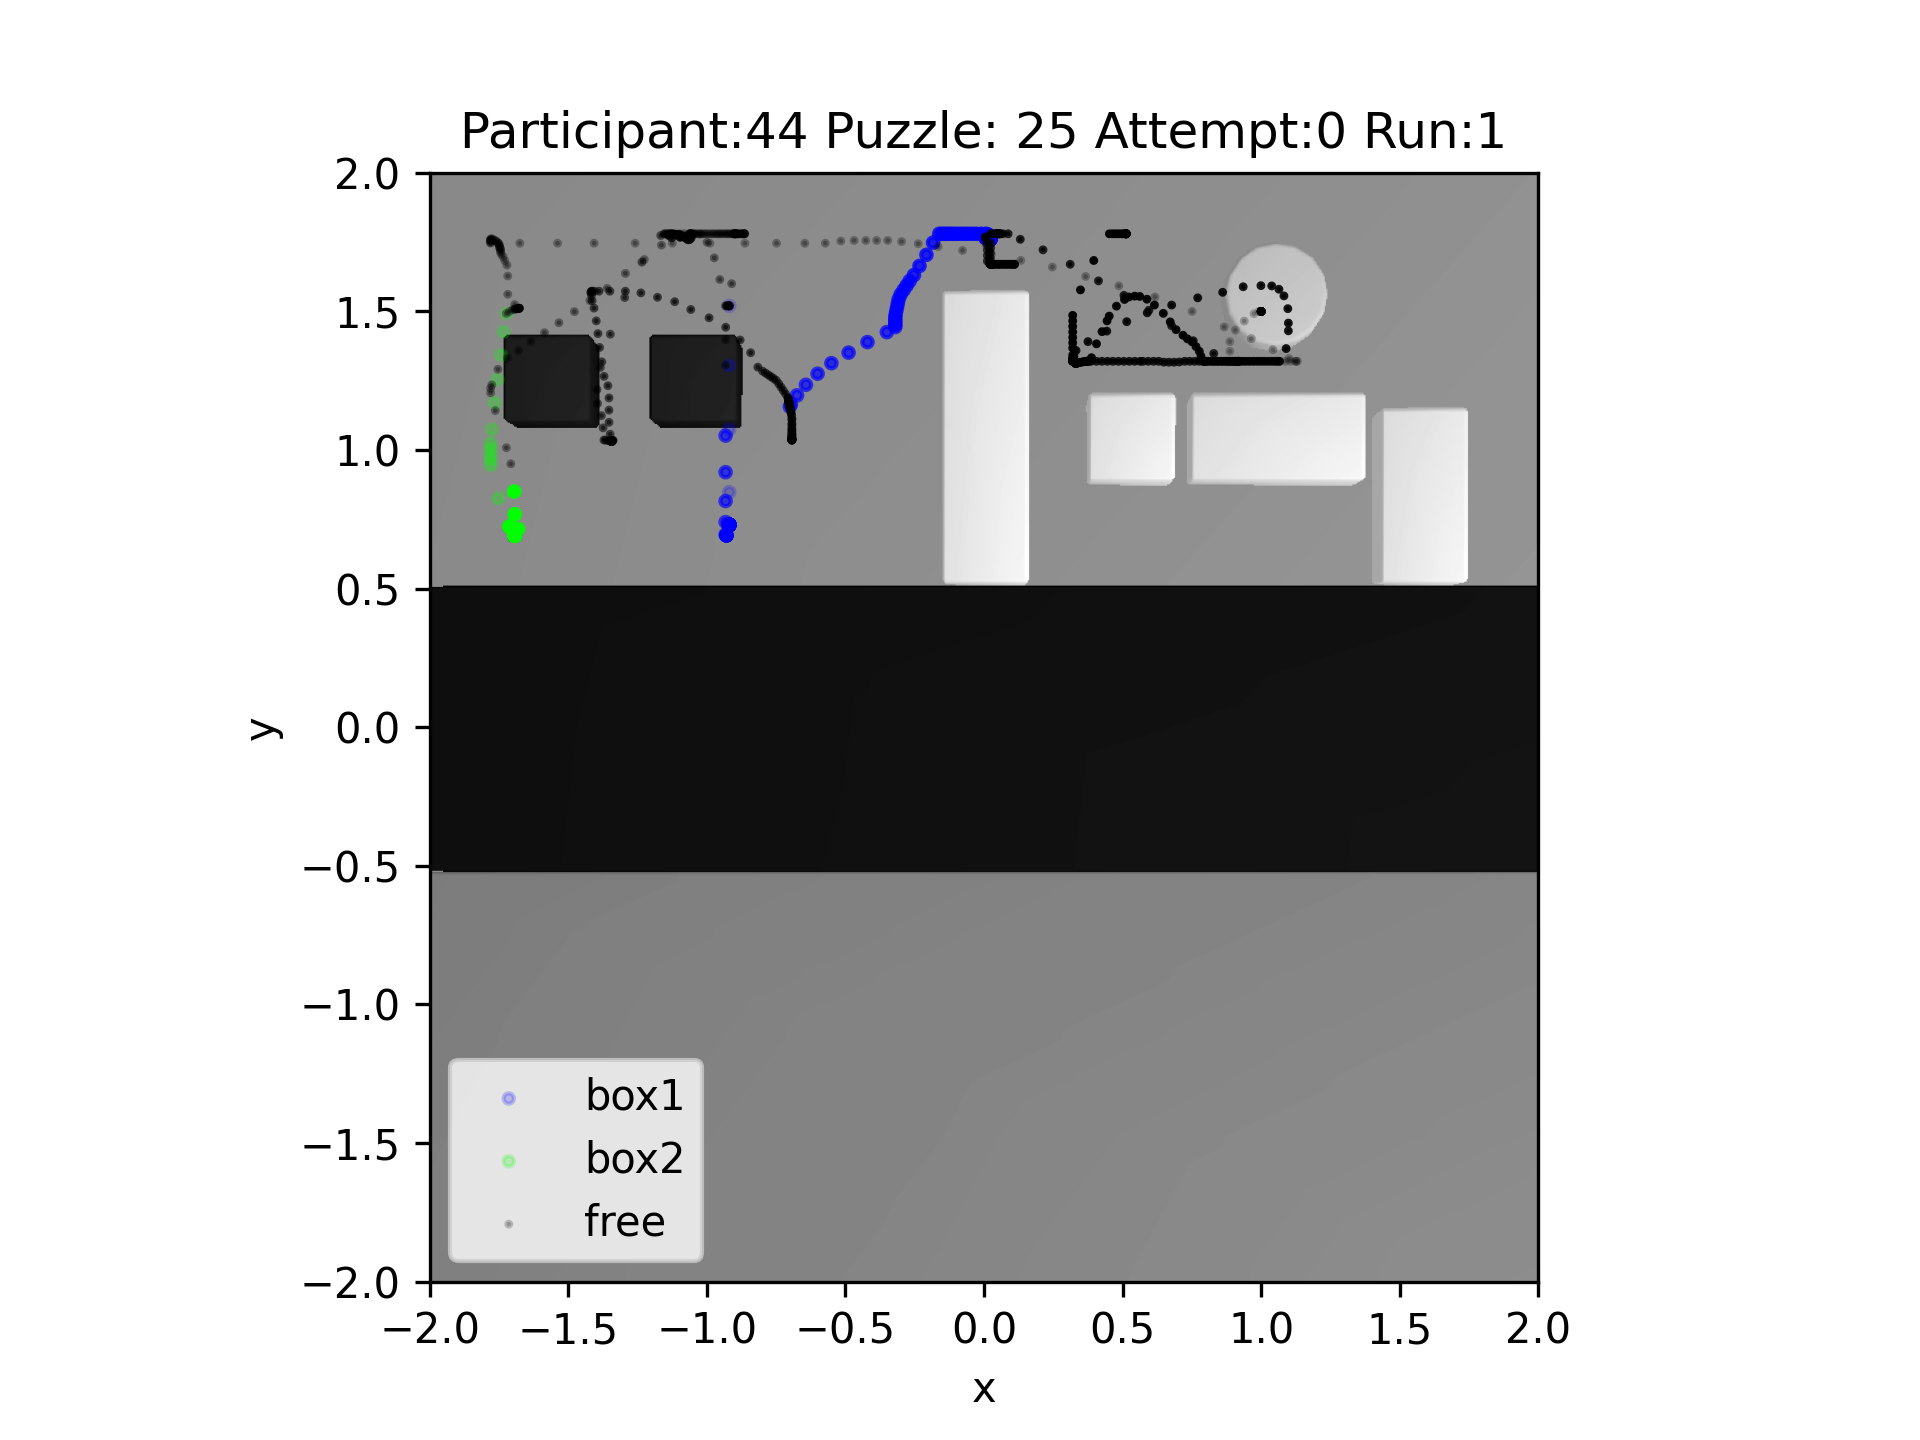 Participant:44 Puzzle: 25 Attempt:0 Run:1
2.0
1.5
1.0
0.5
0.0
−0.5
−1.0
−1.5
−2.0
y
box1
box2
free
−2.0 −1.5 −1.0 −0.5 0.0 0.5 1.0 1.5 2.0
x